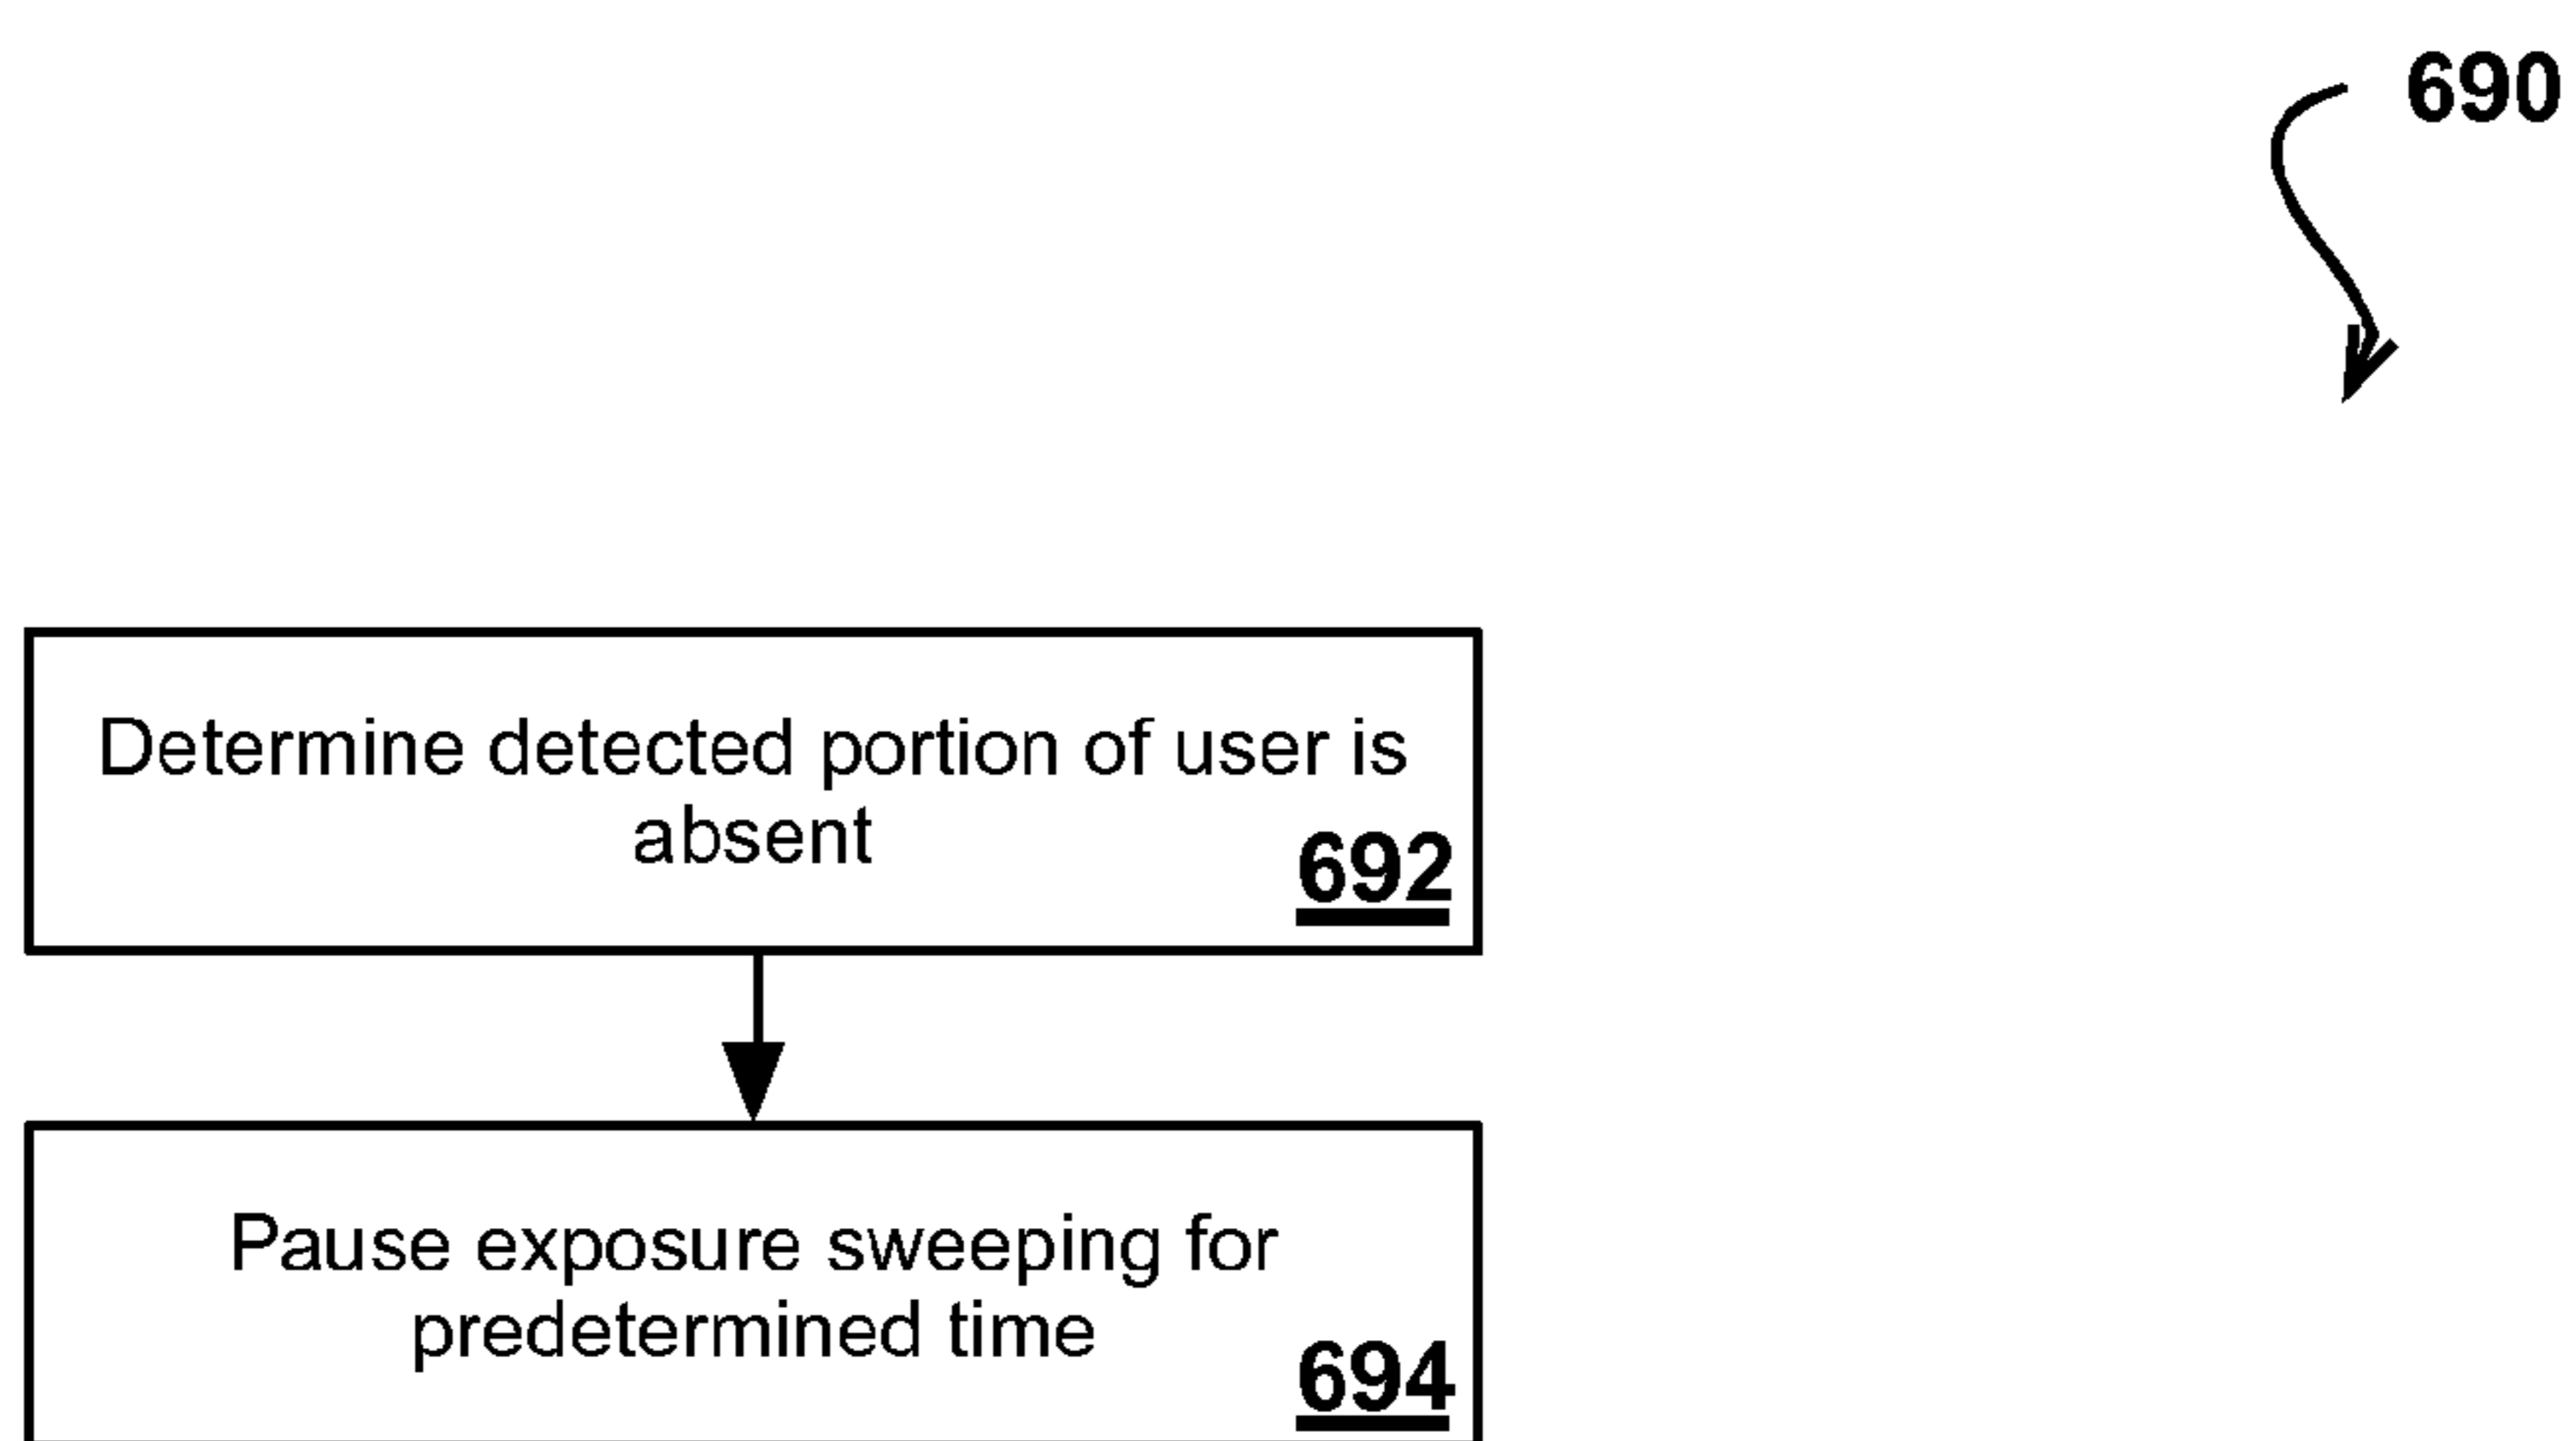 690
Determine detected portion of user is
absent
692
Pause exposure sweeping for
predetermined time
694